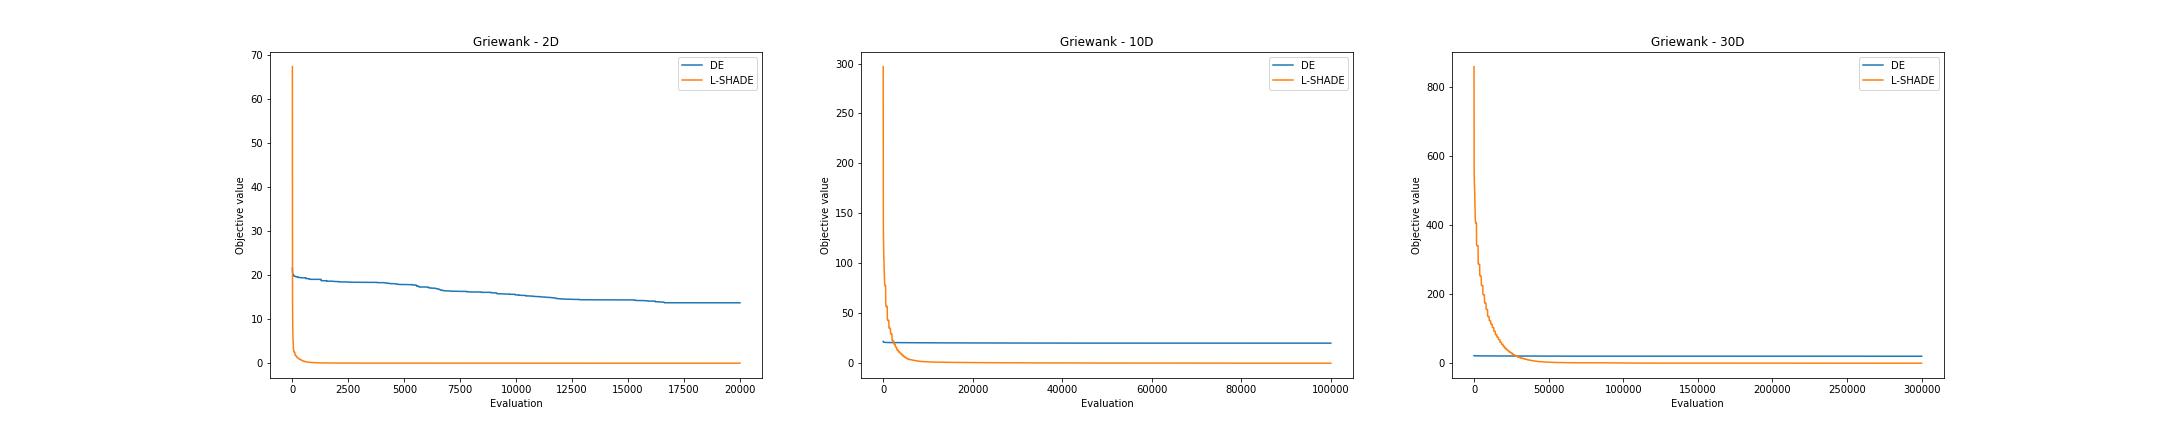 Griewank - 2D
70
60
50
40
30
20
10
0
Objective value
0 2500 5000 7500 10000 12500 15000 17500 20000
Evaluation
DE
L-SHADE
Griewank - 10D
300
250
200
150
100
50
0
Objective value
0 20000 40000 60000 80000 100000
Evaluation
DE
L-SHADE
Griewank - 30D
800
600
400
200
0
Objective value
0 50000 100000 150000 200000 250000 300000
Evaluation
DE
L-SHADE